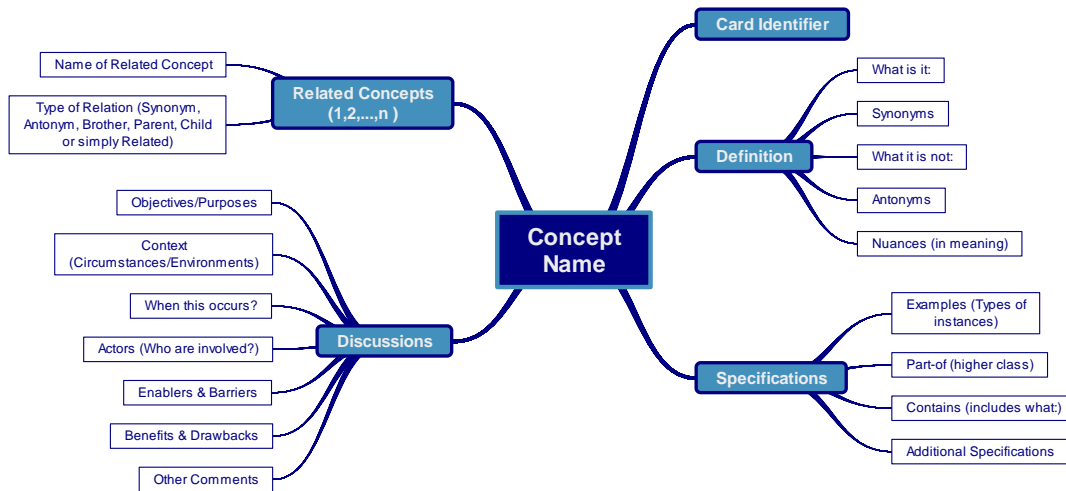 Card Identifier
Name of Related Concept
Related Concepts
(1,2,...,n )
Type of Relation (Synonym,
Antonym, Brother, Parent, Child
or simply Related)
What is it:
Synonyms
Definition
What it is not:
Antonyms
Nuances (in meaning)
Concept
Name
Objectives/Purposes
Context
(Circumstances/Environments)
When this occurs?
Discussions
Actors (Who are involved?)
Enablers & Barriers
Benefits & Drawbacks
Other Comments
Examples (Types of
instances)
Part-of (higher class)
Specifications
Contains (includes what:)
Additional Specifications